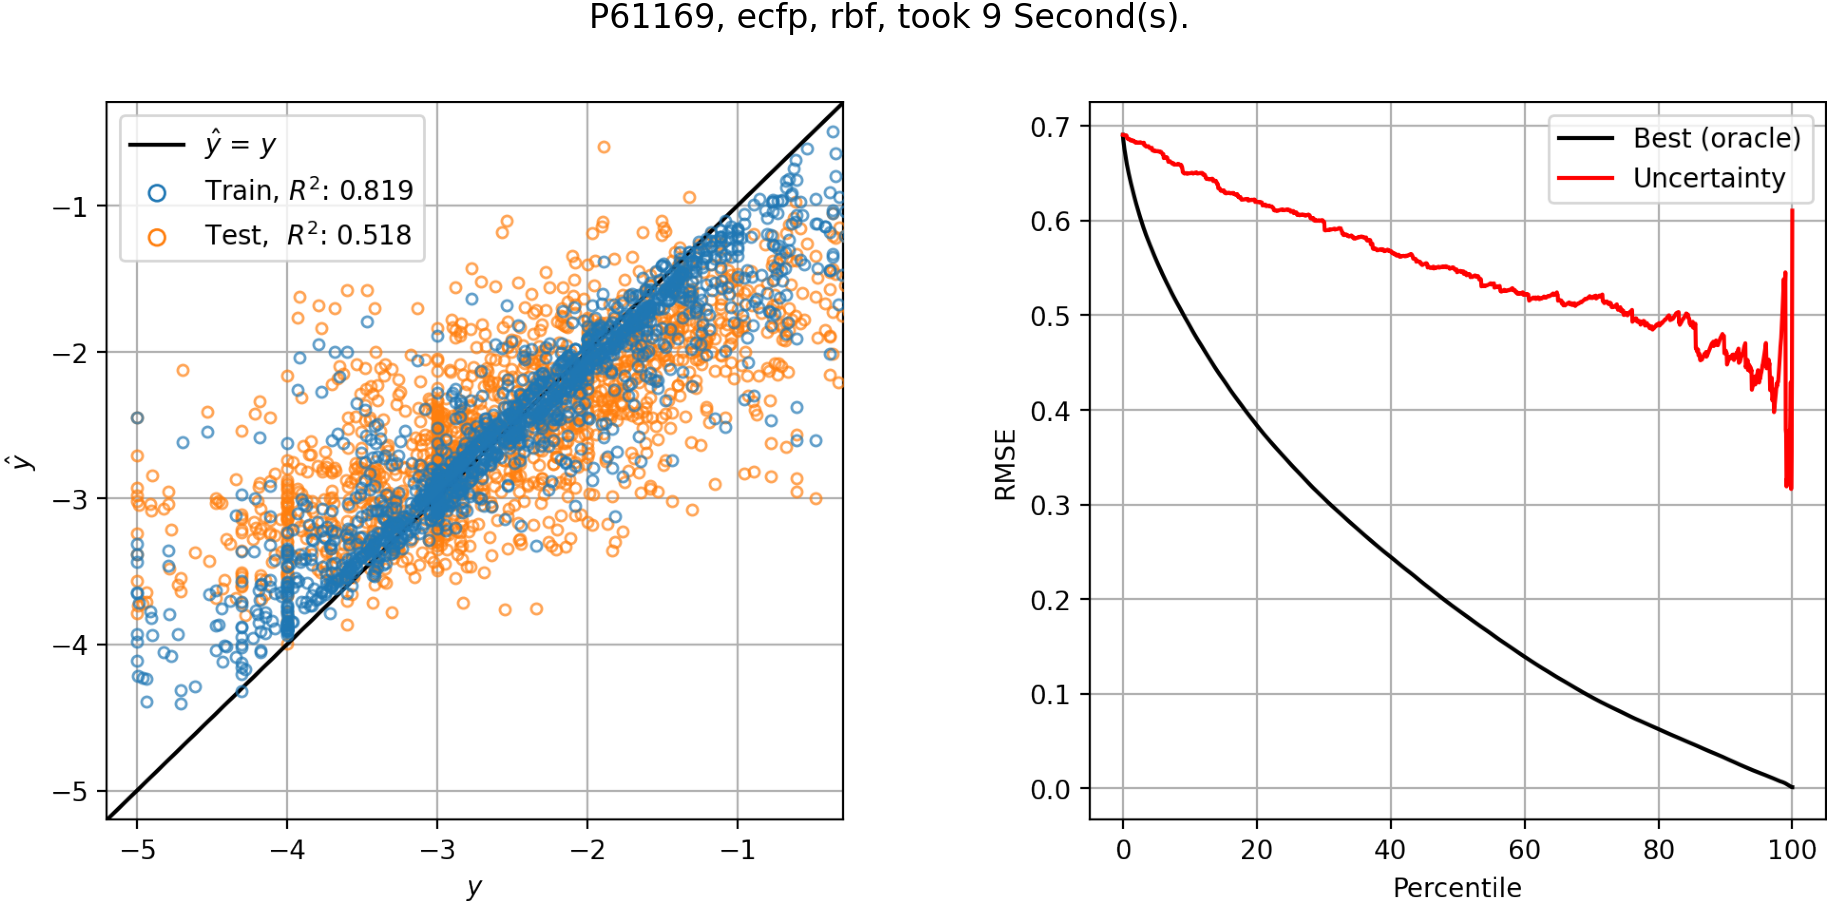 P61169, ecfp, rbf, took 9 Second(s).
ŷ = y
Train, R²: 0.819
Test, R²: 0.518
−1
−2
−3
−4
−5
ŷ
−5 −4 −3 −2 −1
y
Best (oracle)
Uncertainty
0.7
0.6
0.5
0.4
0.3
0.2
0.1
0.0
RMSE
0 20 40 60 80 100
Percentile